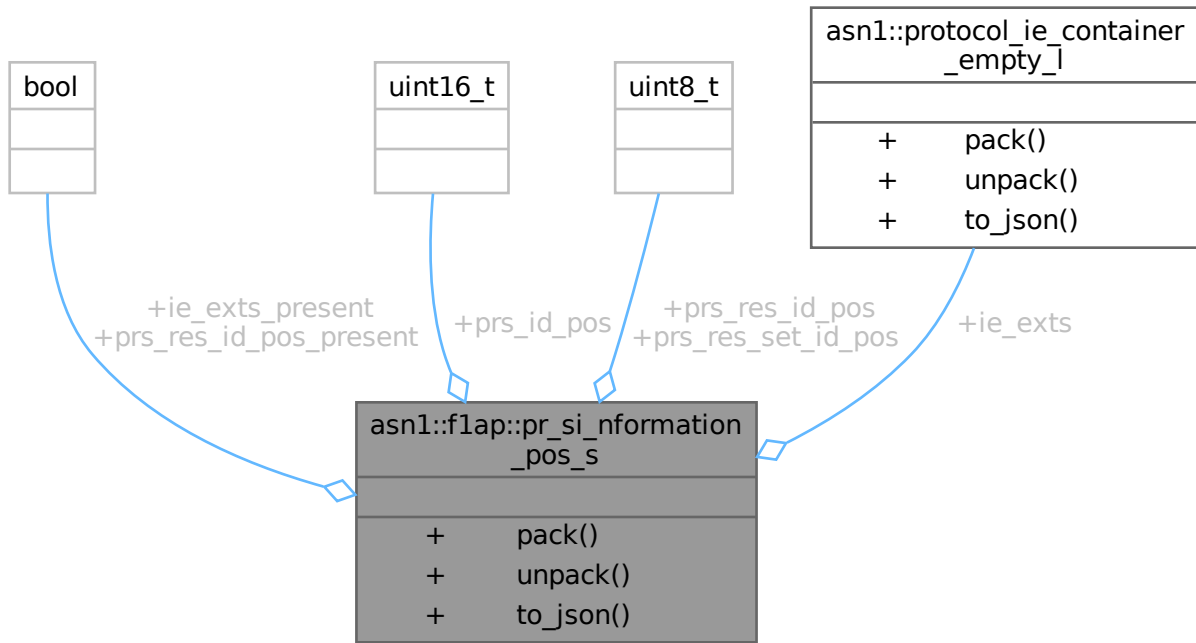 bool
uint16_t
uint8_t
asn1::protocol_ie_container
_empty_l
+ pack()
+ unpack()
+ to_json()
+ie_exts_present
+prs_res_id_pos_present
+prs_id_pos
+prs_res_id_pos
+prs_res_set_id_pos
+ie_exts
asn1::f1ap::pr_si_nformation
_pos_s
+ pack()
+ unpack()
+ to_json()